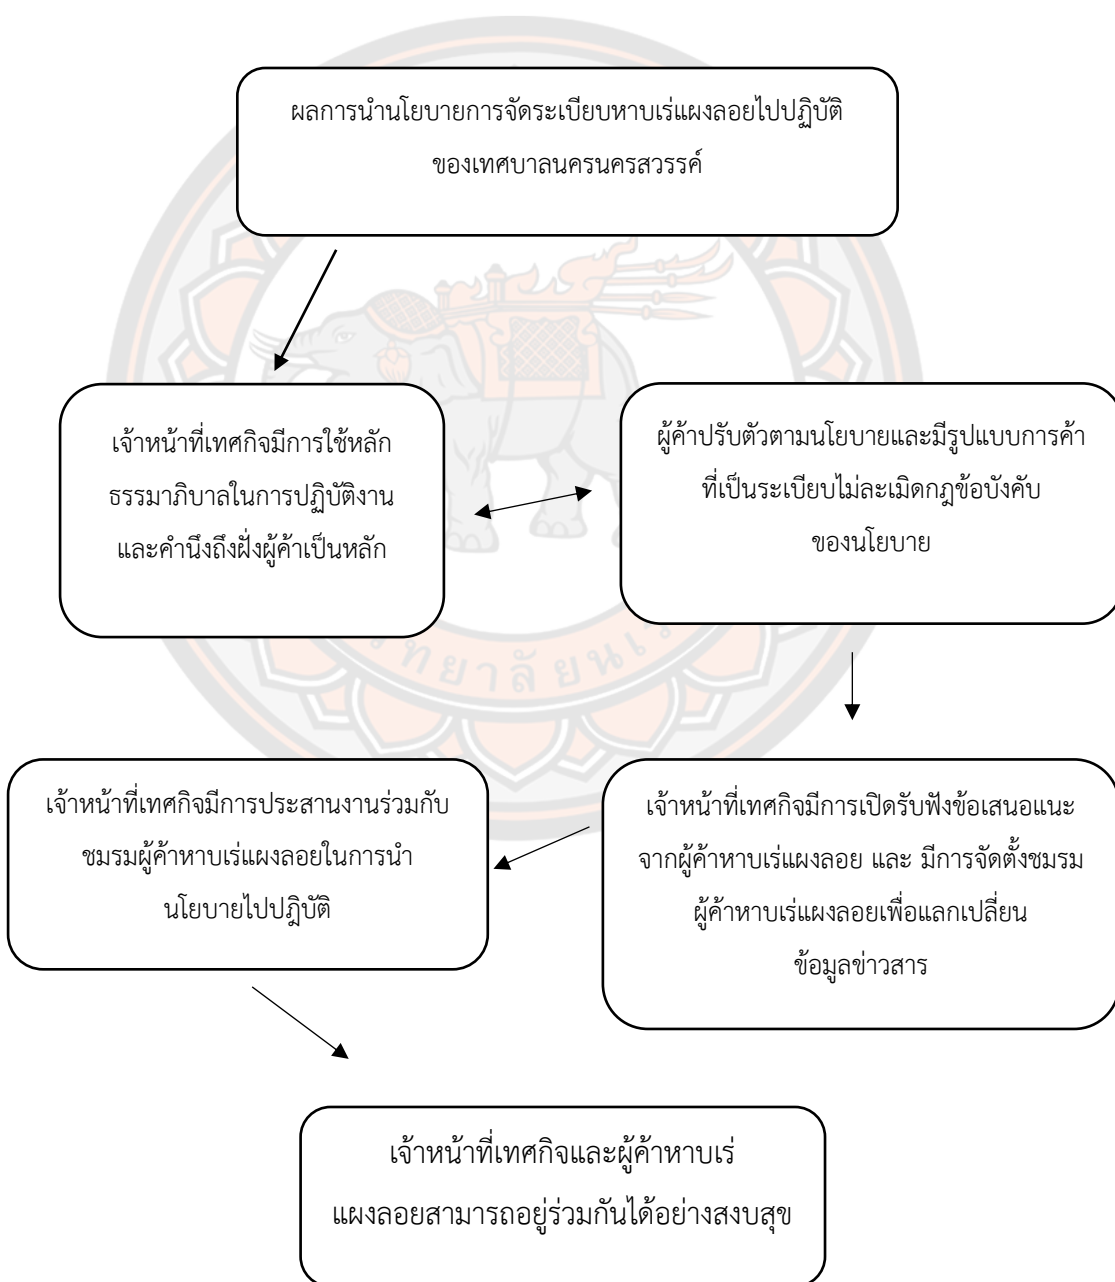 ผลการนำนโยบายการจัดระเบียบหาบเร่แผงลอยไปปฏิบัติ
ของเทศบาลนครนครสวรรค์
เจ้าหน้าที่เทศกิจมีการใช้หลัก
ธรรมาภิบาลในการปฏิบัติงาน
และคำนึงถึงฝั่งผู้ค้าเป็นหลัก
ผู้ค้าปรับตัวตามนโยบายและมีรูปแบบการค้า
ที่เป็นระเบียบไม่ละเมิดกฎข้อบังคับ
ของนโยบาย
เจ้าหน้าที่เทศกิจมีการประสานงานร่วมกับ
ชมรมผู้ค้าหาบเร่แผงลอยในการนำ
นโยบายไปปฎิบัติ
เจ้าหน้าที่เทศกิจมีการเปิดรับฟังข้อเสนอแนะ
จากผู้ค้าหาบเร่แผงลอย และ มีการจัดตั้งชมรม
ผู้ค้าหาบเร่แผงลอยเพื่อแลกเปลี่ยน
ข้อมูลข่าวสาร
เจ้าหน้าที่เทศกิจและผู้ค้าหาบเร่
แผงลอยสามารถอยู่ร่วมกันได้อย่างสงบสุข